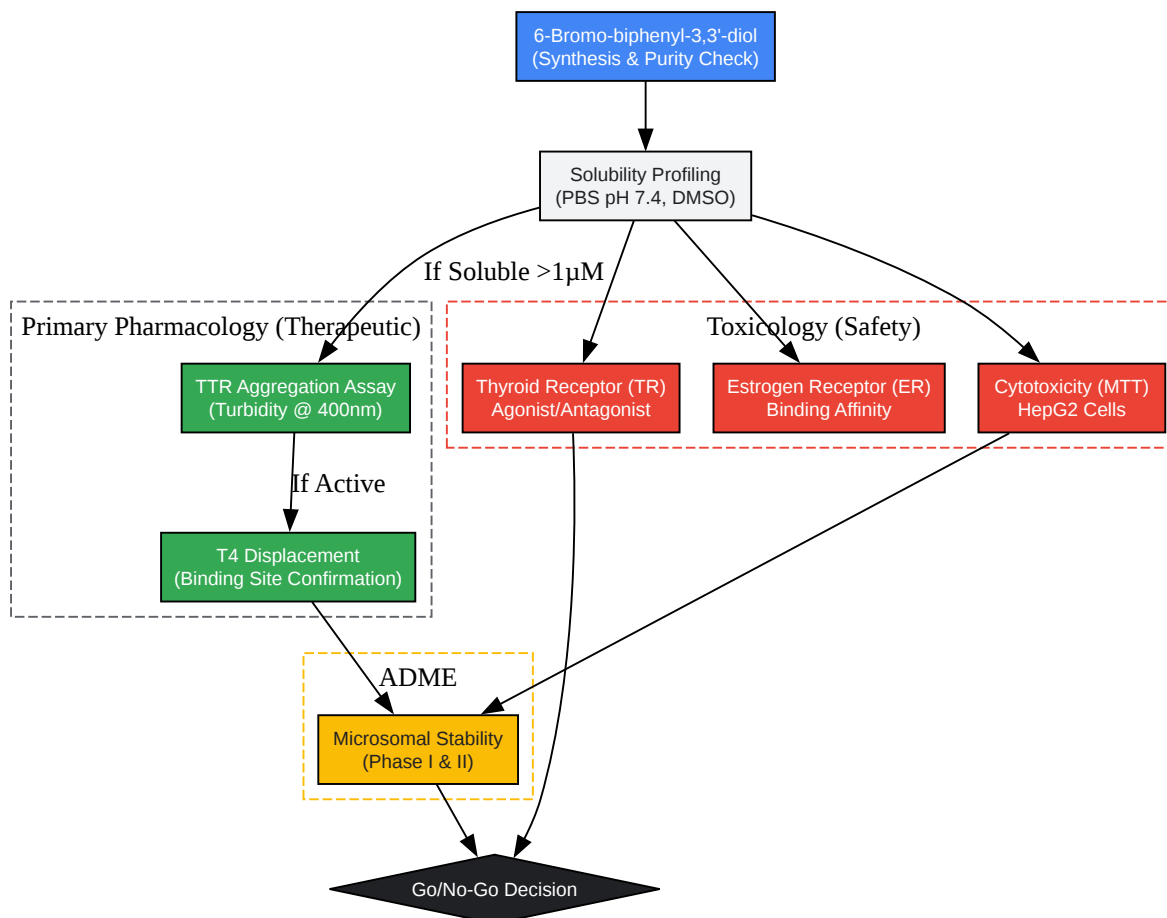 6-Bromo-biphenyl-3,3'-diol
(Synthesis & Purity Check)
Solubility Profiling
(PBS pH 7.4, DMSO)
If Soluble >1µM
Primary Pharmacology (Therapeutic)
Toxicology (Safety)
TTR Aggregation Assay
(Turbidity @ 400nm)
Thyroid Receptor (TR)
Agonist/Antagonist
Estrogen Receptor (ER)
Binding Affinity
Cytotoxicity (MTT)
HepG2 Cells
If Active
T4 Displacement
(Binding Site Confirmation)
ADME
Microsomal Stability
(Phase I & II)
Go/No-Go Decision